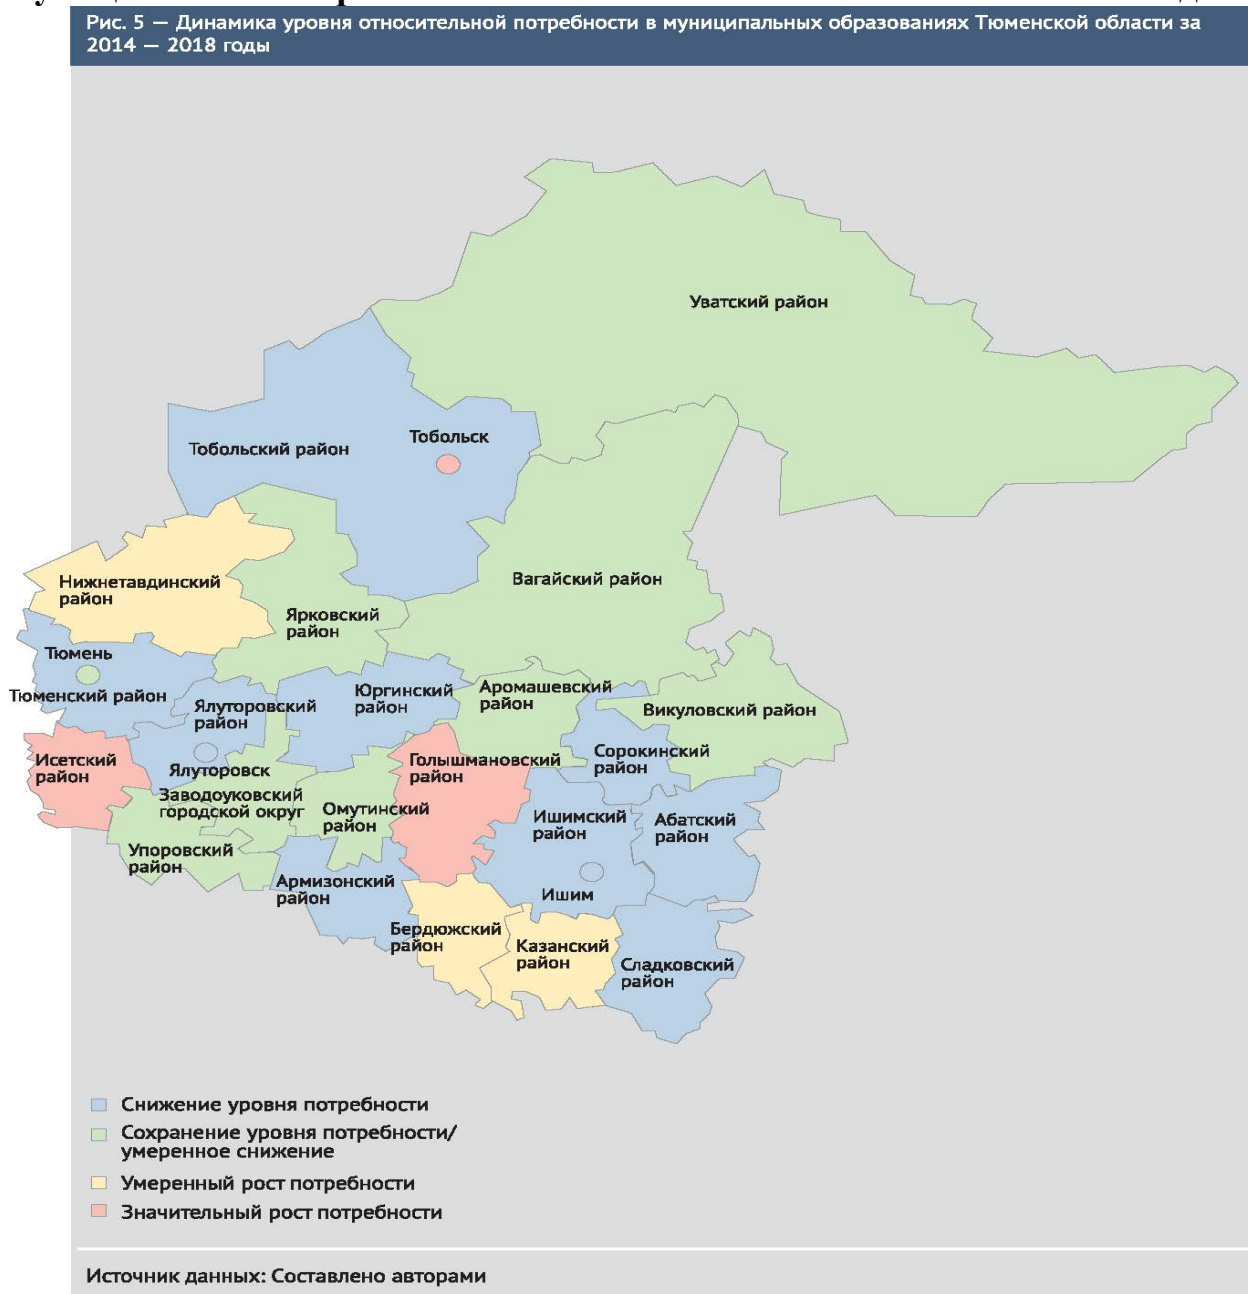 Рис. 5 — Динамика уровня относительной потребности в муниципальных образованиях Тюменской области за
2014 — 2018 годы
Уватский район
Тобольск
Тобольский район
Вагайский район
Нижнетавдинский
район
Ярковский
район
Тюмень
Тюменский район
Юргинский
район
Аромашевский
район
Ялуторовский
район
Викуловский район
Исетский
район
Ялуторовск
Голышмановский
район
Сорокинский
район
Заводоуковский
городской округ
Омутинский
район
Ишимский
район
Абатский
район
Упоровский
район
Армизонский
район
Ишим
Бердюжский
район
Казанский
район
Сладковский
район
Снижение уровня потребности
Сохранение уровня потребности/
умеренное снижение
Умеренный рост потребности
Значительный рост потребности
Источник данных: Составлено авторами